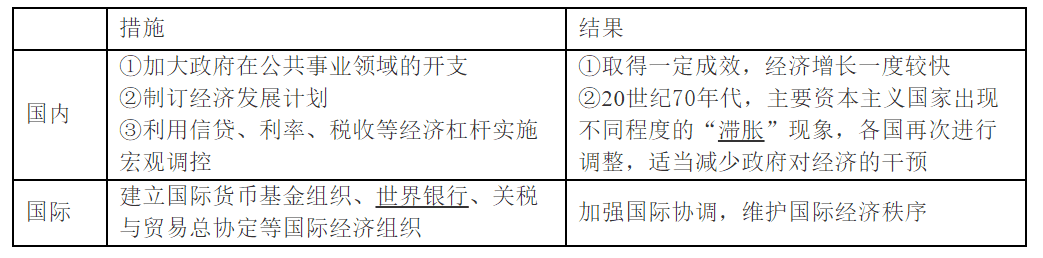 措施 结果
国内
①加大政府在公共事业领域的开支
②制订经济发展计划
③利用信贷、利率、税收等经济杠杆实施
宏观调控
①取得一定成效，经济增长一度较快
②20世纪70年代，主要资本主义国家出现
不同程度的“滞胀”现象，各国再次进行
调整，适当减少政府对经济的干预
国际
建立国际货币基金组织、世界银行、关税
与贸易总协定等国际经济组织
加强国际协调，维护国际经济秩序